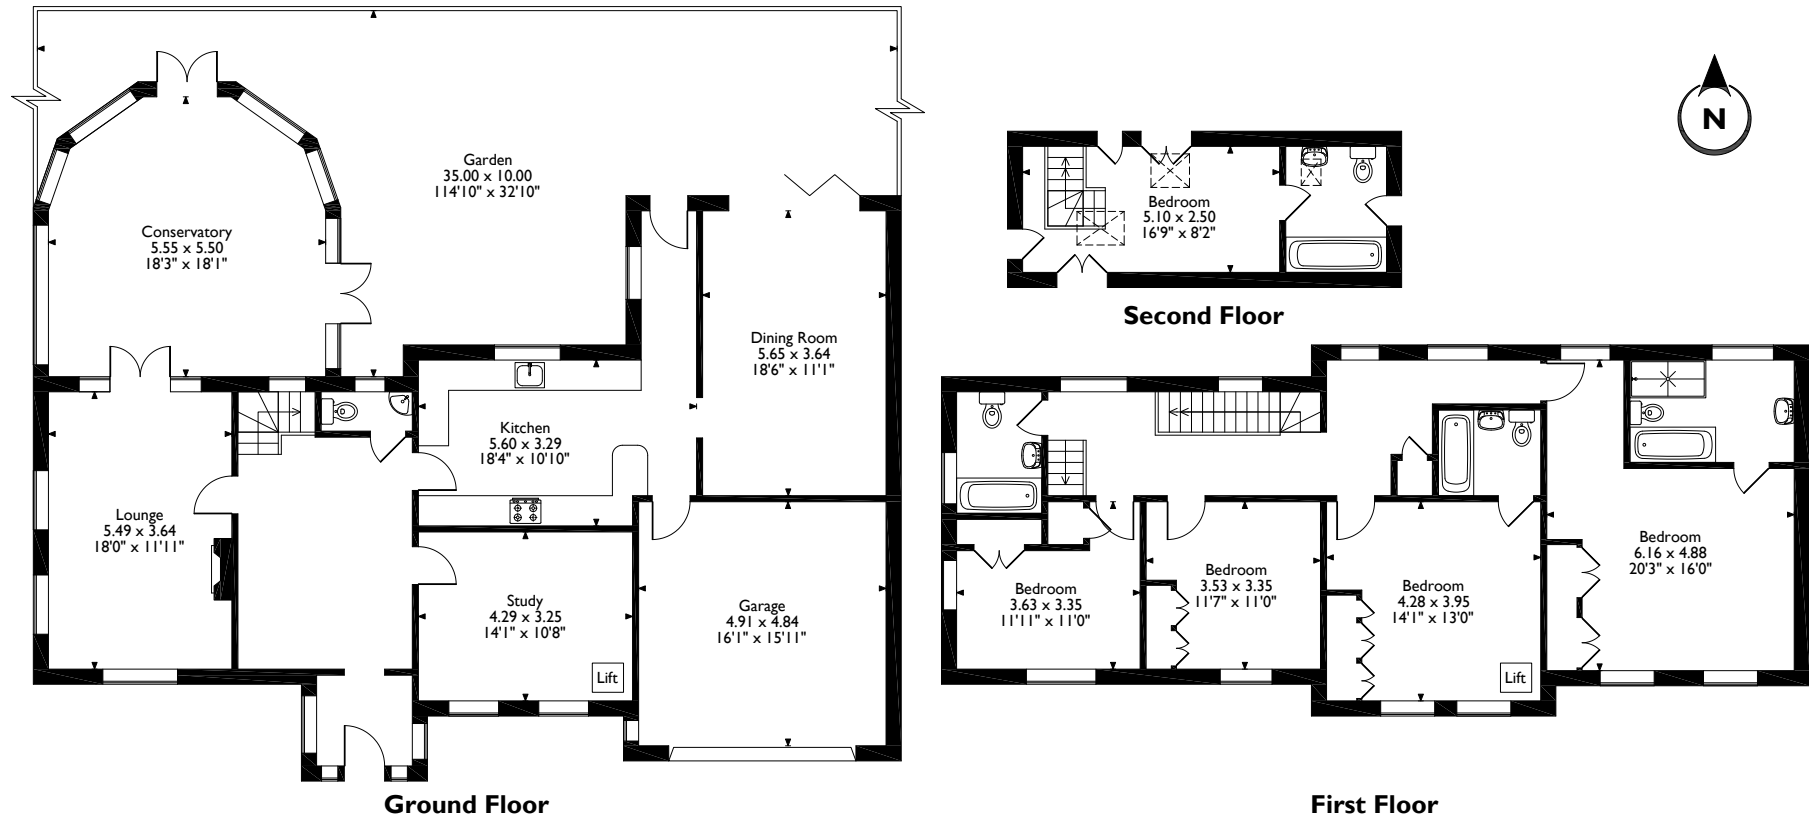 Garden
35.00 x 10.00
114'10" x 32'10"
Conservatory
5.55 x 5.50
18'3" x 18'1"
Dining Room
5.65 x 3.64
18'6" x 11'1"
Kitchen
5.60 x 3.29
18'4" x 10'10"
Lounge
5.49 x 3.64
18'0" x 11'11"
Study
4.29 x 3.25
14'1" x 10'8"
Lift
Garage
4.91 x 4.84
16'1" x 15'11"
Ground Floor
N
Bedroom
5.10 x 2.50
16'9" x 8'2"
Second Floor
Bedroom
3.63 x 3.35
11'11" x 11'0"
Bedroom
3.53 x 3.35
11'7" x 11'0"
Bedroom
4.28 x 3.95
14'1" x 13'0"
Lift
Bedroom
6.16 x 4.88
20'3" x 16'0"
First Floor